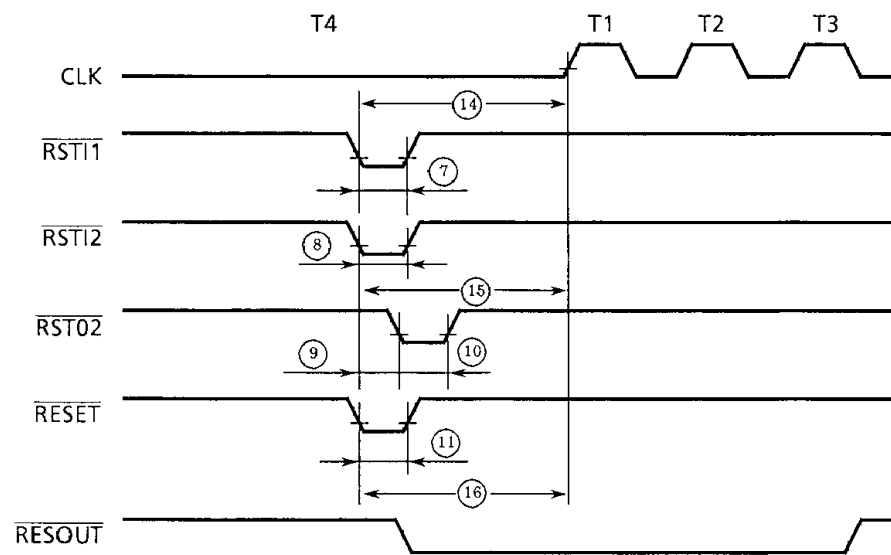 T4 T1 T2 T3
CLK
14
RSTI1
7
RSTI2
8
15
RST02
9 10
RESET
11
16
RESOUT